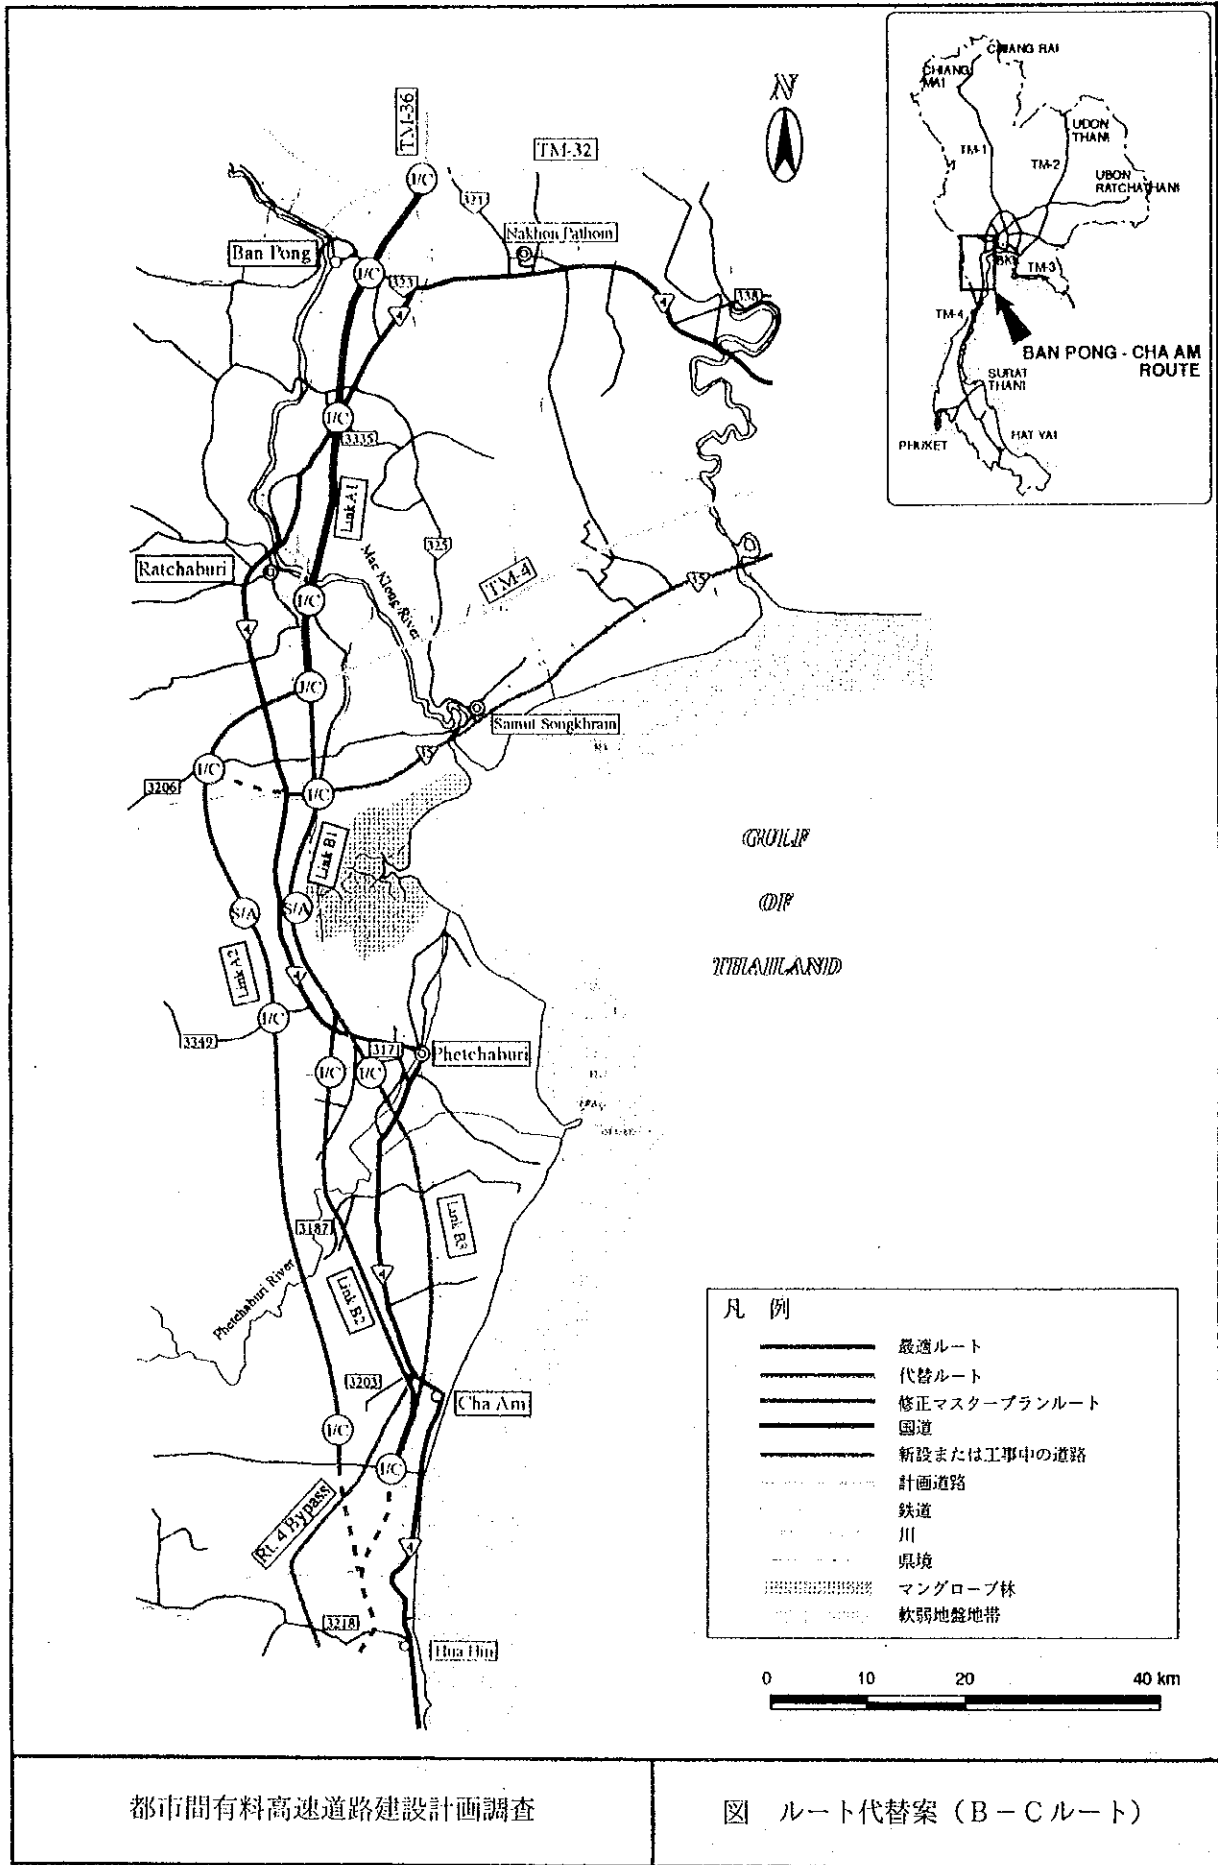 N
TM-36
TM-32
I/C
321
Nakhon Pathom
Ban Pong
I/C
323
4
4
338
I/C
3335
Link A1
325
Ratchaburi
Mae Klong River
TM-4
35
I/C
4
I/C
Samut Songkhram
35
I/C
3206
I/C
Link B1
S/A
S/A
Link A2
4
I/C
3349
3171
Phetchaburi
I/C
I/C
3187
Link B3
Phetchaburi River
Link B2
4
3203
Cha Am
I/C
I/C
Rt. 4 Bypass
4
3218
Hua Hin
GULF
OF
THAILAND
CHIANG RAI
CHIANG
MAI
UDON
THANI
TM-1
TM-2
UBON
RATCHATHANI
BKK
TM-3
TM-4
BAN PONG - CHA AM
ROUTE
SURAT
THANI
PHUKET
HAT YAI
凡 例
最適ルート
代替ルート
修正マスタープランルート
国道
新設または工事中の道路
計画道路
鉄道
川
県境
マングローブ林
軟弱地盤地帯
0 10 20 40 km
都市間有料高速道路建設計画調査
図 ルート代替案（B－Cルート）